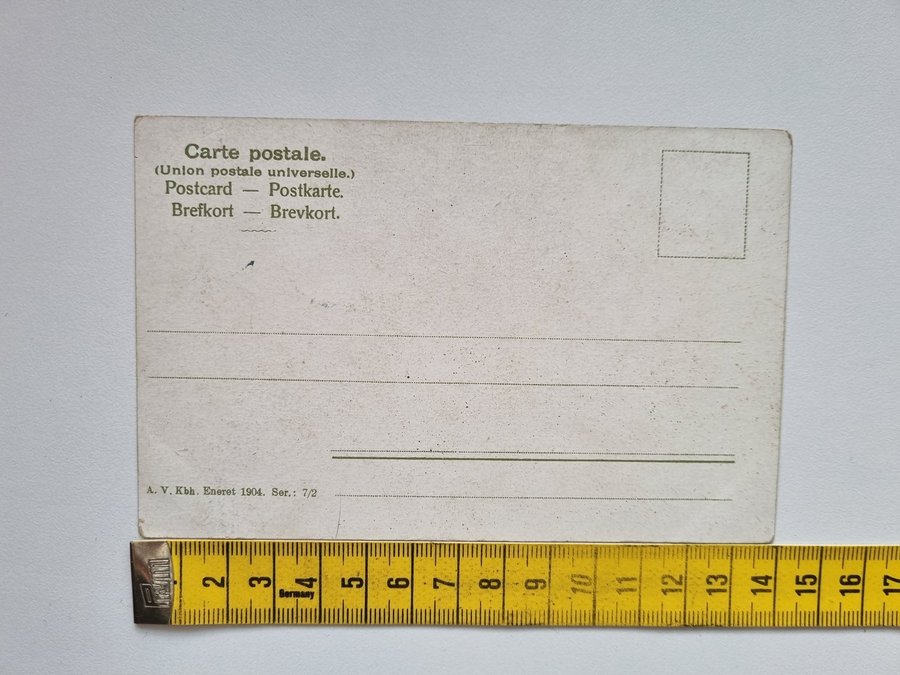 Carte postale.
(Union postale universelle.)
Postcard — Postkarte.
Brefkort — Brevkort.
A. V. Kbh. Eneret 1904. Ser.: 7/2
2 3 4 5 6 7 8 9 10 11 12 13 14 15 16 17
Germany